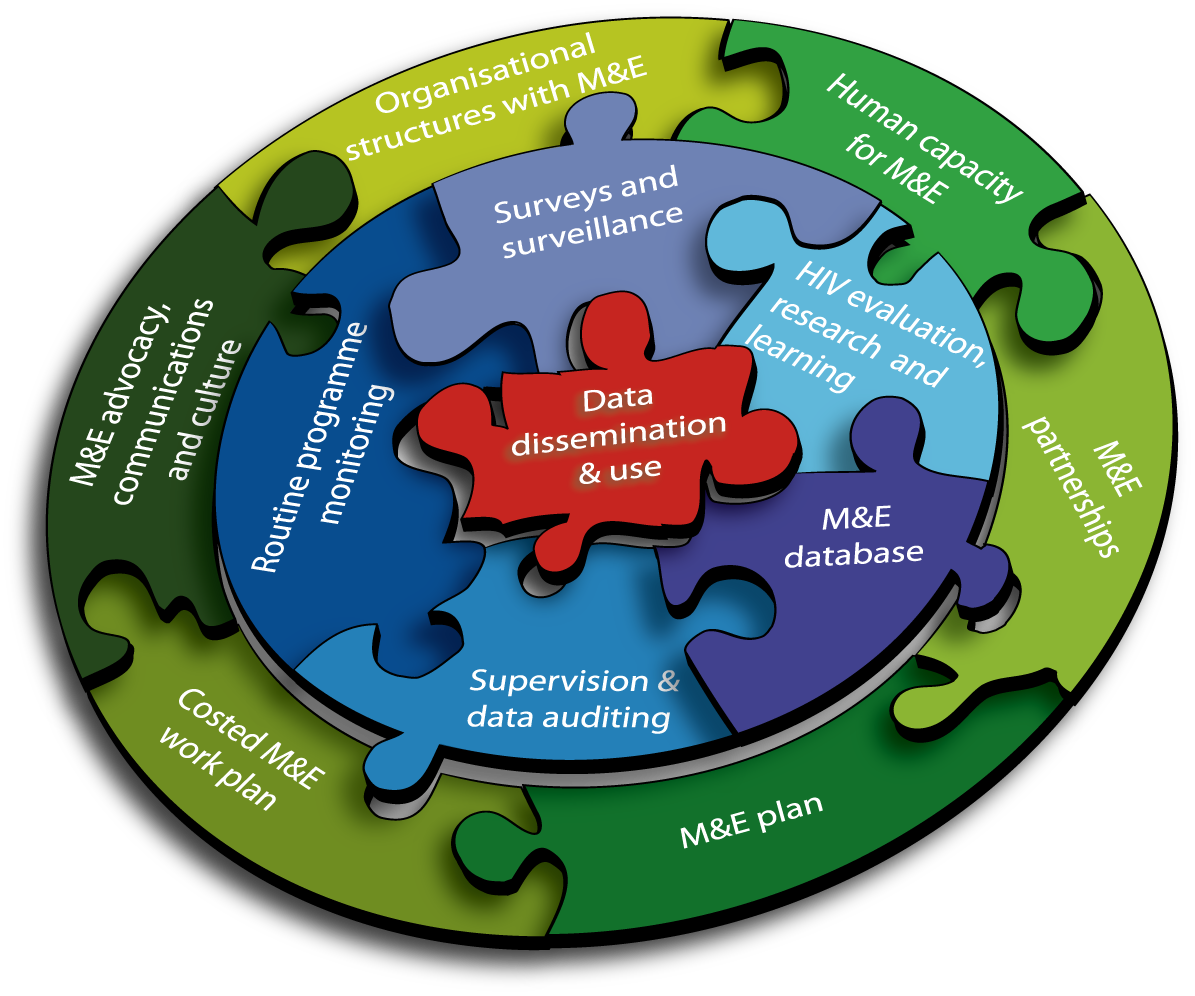 Organisational
structures with M&E
Human capacity
for M&E
Surveys and
surveillance
HIV evaluation,
research and
learning
M&E advocacy,
communications
and culture
Routine programme
monitoring
Data
dissemination
& use
M&E
partnerships
M&E
database
Supervision &
data auditing
Costed M&E
work plan
M&E plan